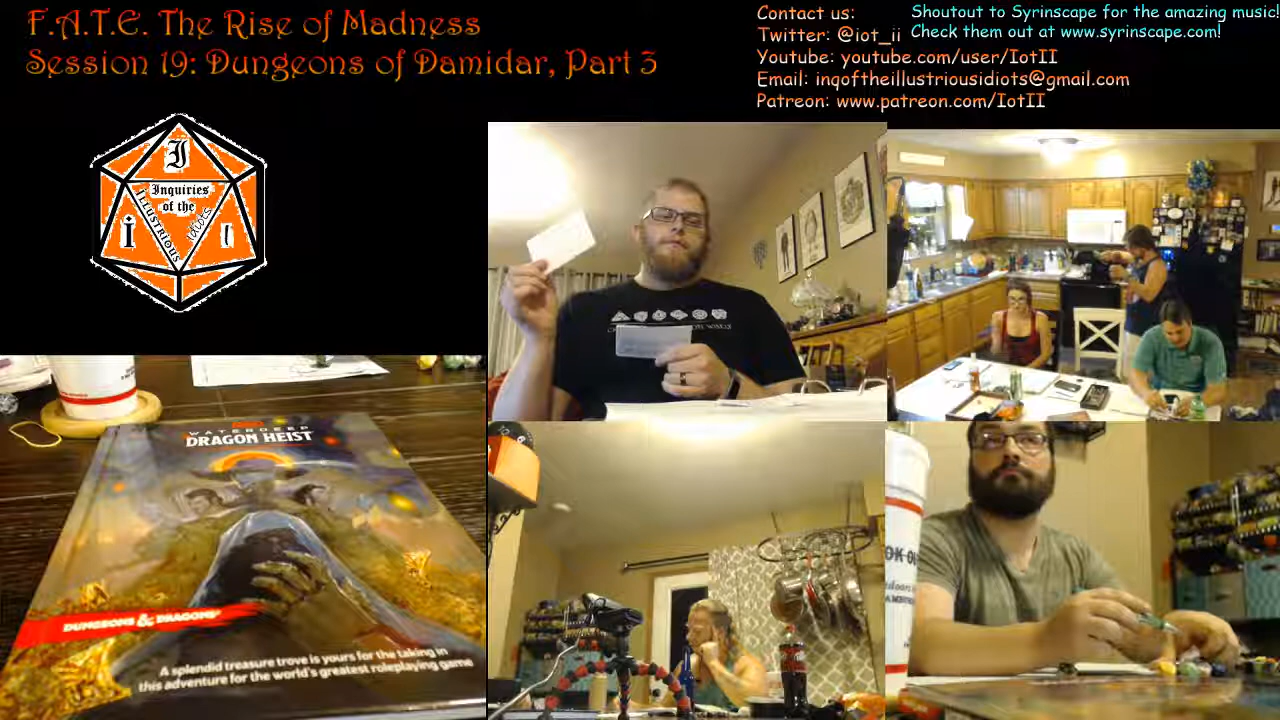 F.A.T.E. The Rise of Madness
Session 19: Dungeons of Damidar, Part 3
Contact us:
Twitter: @iot_ii
Youtube: youtube.com/user/IotII
Email: inqoftheillustriousidiots@gmail.com
Patreon: www.patreon.com/IotII
Shoutout to Syrinscape for the amazing music!
Check them out at www.syrinscape.com!
I
Inquiries
of the
Illustrious
Idiots
i
I
WATERDEEP
DRAGON HEIST
DUNGEONS & DRAGONS
A splendid treasure trove is yours for the taking in
this adventure for the world's greatest roleplaying game